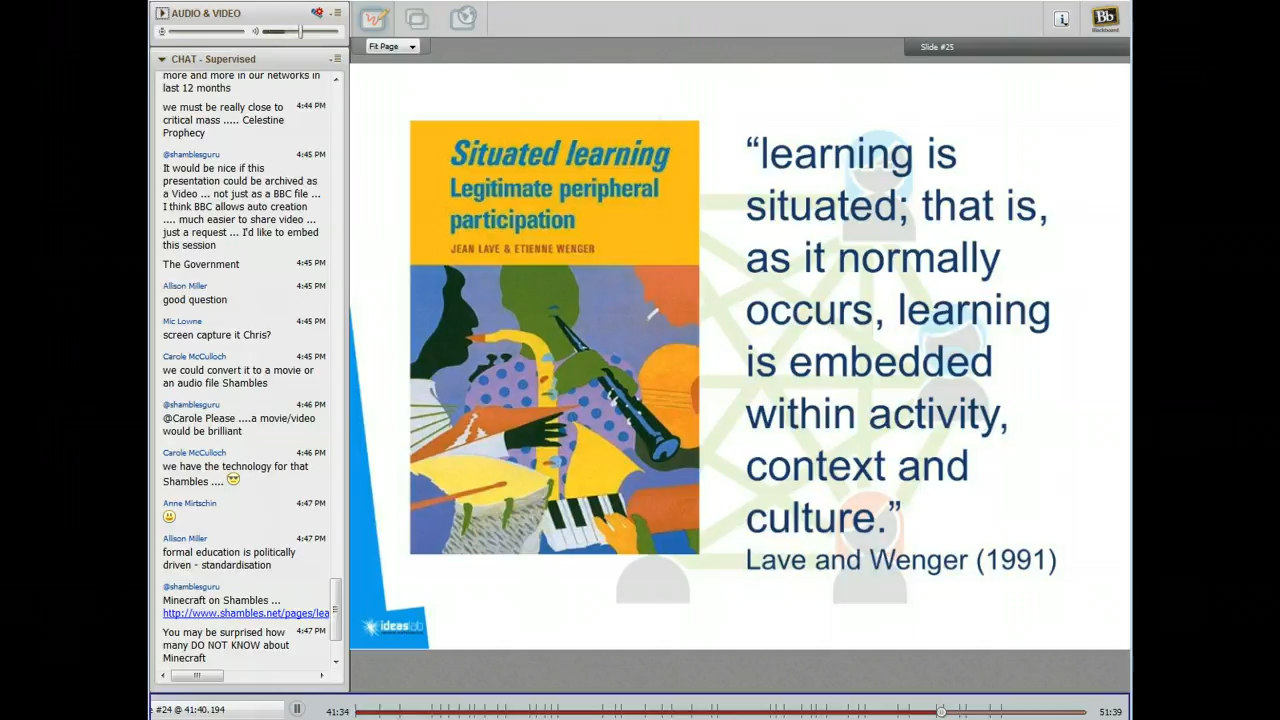 AUDIO & VIDEO
CHAT - Supervised
more and more in our networks in
last 12 months
we must be really close to 4:44 PM
critical mass ..... Celestine
Prophecy
@shamblesguru 4:45 PM
It would be nice if this
presentation could be archived as
a Video ... not just as a BBC file ...
I think BBC allows auto creation
.... much easier to share video ...
just a request ... I'd like to embed
this session
The Government 4:45 PM
Allison Miller 4:45 PM
good question
Mic Lowne 4:45 PM
screen capture it Chris?
Carole McCulloch 4:45 PM
we could convert it to a movie or
an audio file Shambles
@shamblesguru 4:46 PM
@Carole Please ....a movie/video
would be brilliant
Carole McCulloch 4:46 PM
we have the technology for that
Shambles ....
Anne Mirtschin 4:47 PM
Allison Miller 4:47 PM
formal education is politically
driven - standardisation
@shamblesguru 4:47 PM
Minecraft on Shambles ...
http://www.shambles.net/pages/lea
You may be surprised how 4:47 PM
many DO NOT KNOW about
Minecraft
Fit Page
Slide #25
Bb
Blackboard
Situated learning
Legitimate peripheral
participation
JEAN LAVE & ETIENNE WENGER
“learning is
situated; that is,
as it normally
occurs, learning
is embedded
within activity,
context and
culture.”
Lave and Wenger (1991)
ideaslab
#24 @ 41:40.194
41:34
51:39